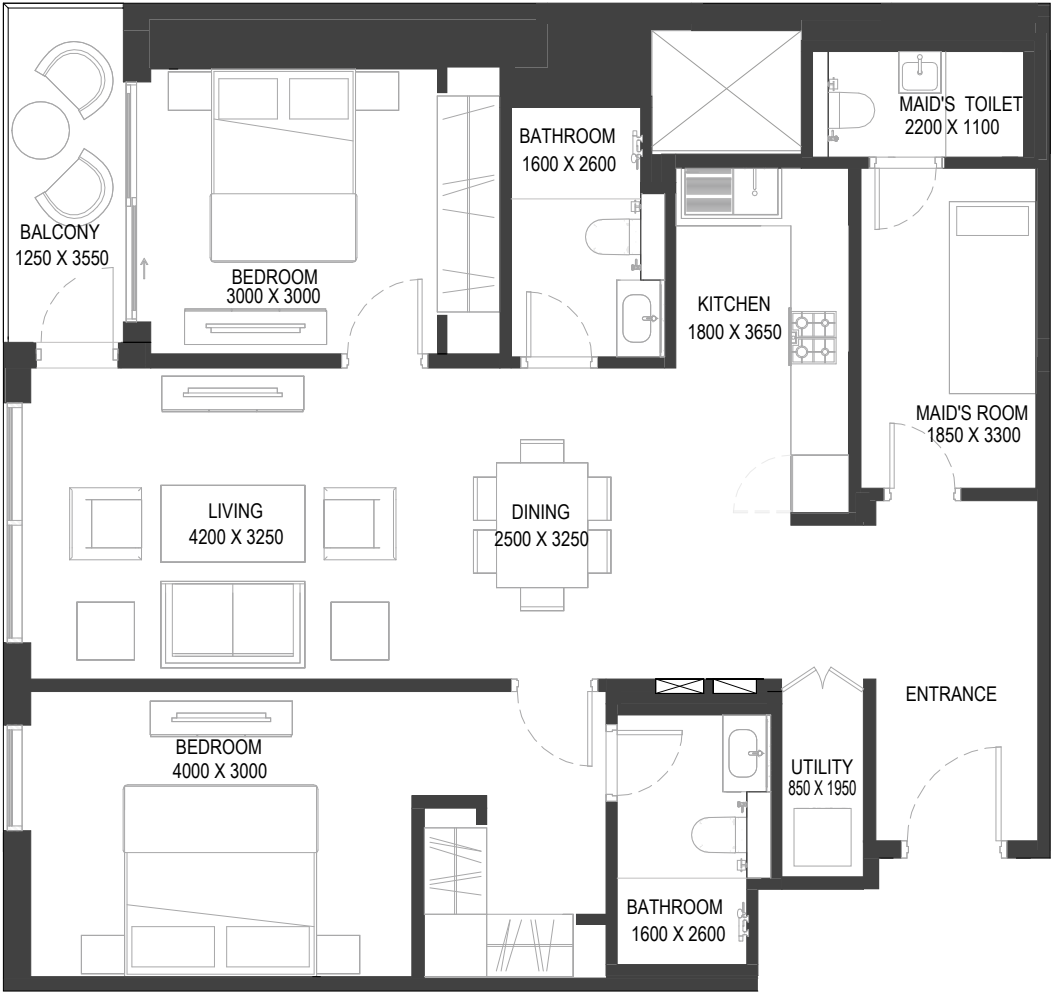 MAID'S TOILET
2200 X 1100
BATHROOM
1600 X 2600
BALCONY
1250 X 3550
BEDROOM
3000 X 3000
KITCHEN
1800 X 3650
MAID'S ROOM
1850 X 3300
LIVING
4200 X 3250
DINING
2500 X 3250
ENTRANCE
BEDROOM
4000 X 3000
UTILITY
850 X 1950
BATHROOM
1600 X 2600